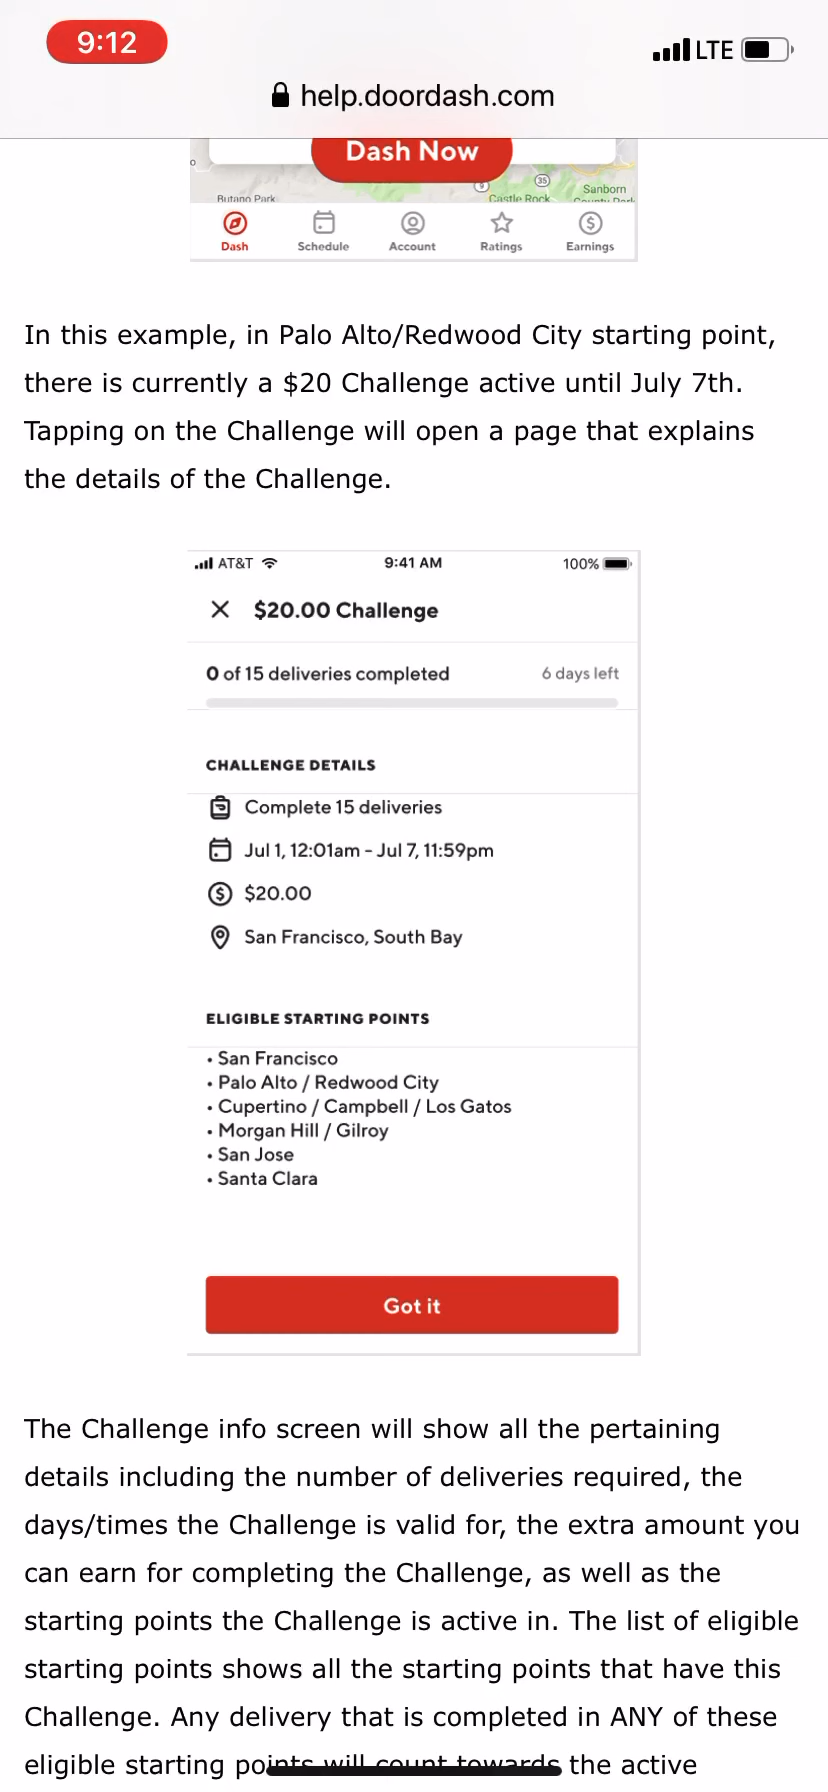 9:12
LTE
help.doordash.com
Dash Now
35
9
Sanborn
Butano Park
Castle Rock
Dash
Schedule
Account
Ratings
Earnings
In this example, in Palo Alto/Redwood City starting point,
there is currently a $20 Challenge active until July 7th.
Tapping on the Challenge will open a page that explains
the details of the Challenge.
AT&T
9:41 AM
100%
$20.00 Challenge
0 of 15 deliveries completed
6 days left
CHALLENGE DETAILS
Complete 15 deliveries
Jul 1, 12:01am - Jul 7, 11:59pm
$20.00
San Francisco, South Bay
ELIGIBLE STARTING POINTS
• San Francisco
• Palo Alto / Redwood City
• Cupertino / Campbell / Los Gatos
• Morgan Hill / Gilroy
• San Jose
• Santa Clara
Got it
The Challenge info screen will show all the pertaining
details including the number of deliveries required, the
days/times the Challenge is valid for, the extra amount you
can earn for completing the Challenge, as well as the
starting points the Challenge is active in. The list of eligible
starting points shows all the starting points that have this
Challenge. Any delivery that is completed in ANY of these
eligible starting points will count towards the active